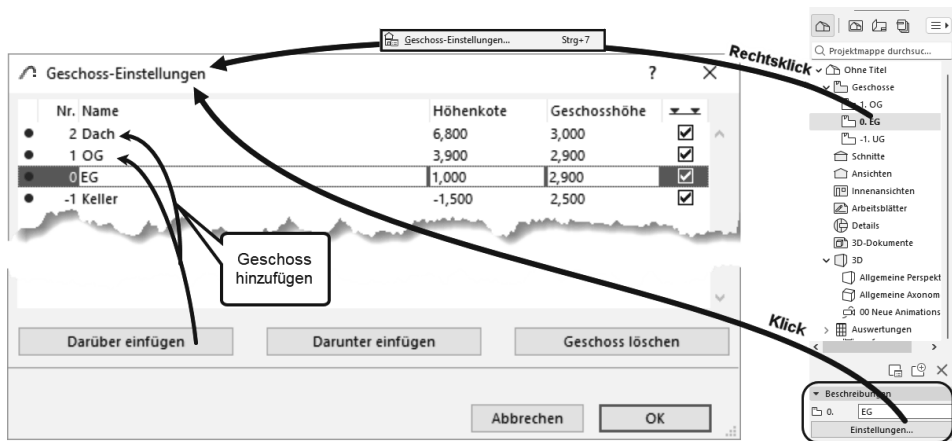 Geschoss-Einstellungen... Strg+7
Geschoss-Einstellungen ? ×
Nr. Name Höhenkote Geschosshöhe
2 Dach 6,800 3,000
1 OG 3,900 2,900
0 EG 1,000 2,900
-1 Keller -1,500 2,500
Geschoss
hinzufügen
Darüber einfügen Darunter einfügen Geschoss löschen
Abbrechen OK
Rechtsklick
Klick
Projektmappe durchsuc...
Ohne Titel
Geschosse
1. OG
0. EG
-1. UG
Schnitte
Ansichten
Innenansichten
Arbeitsblätter
Details
3D-Dokumente
3D
Allgemeine Perspekt
Allgemeine Axonom
00 Neue Animations
Auswertungen
Beschreibungen
0. EG
Einstellungen...